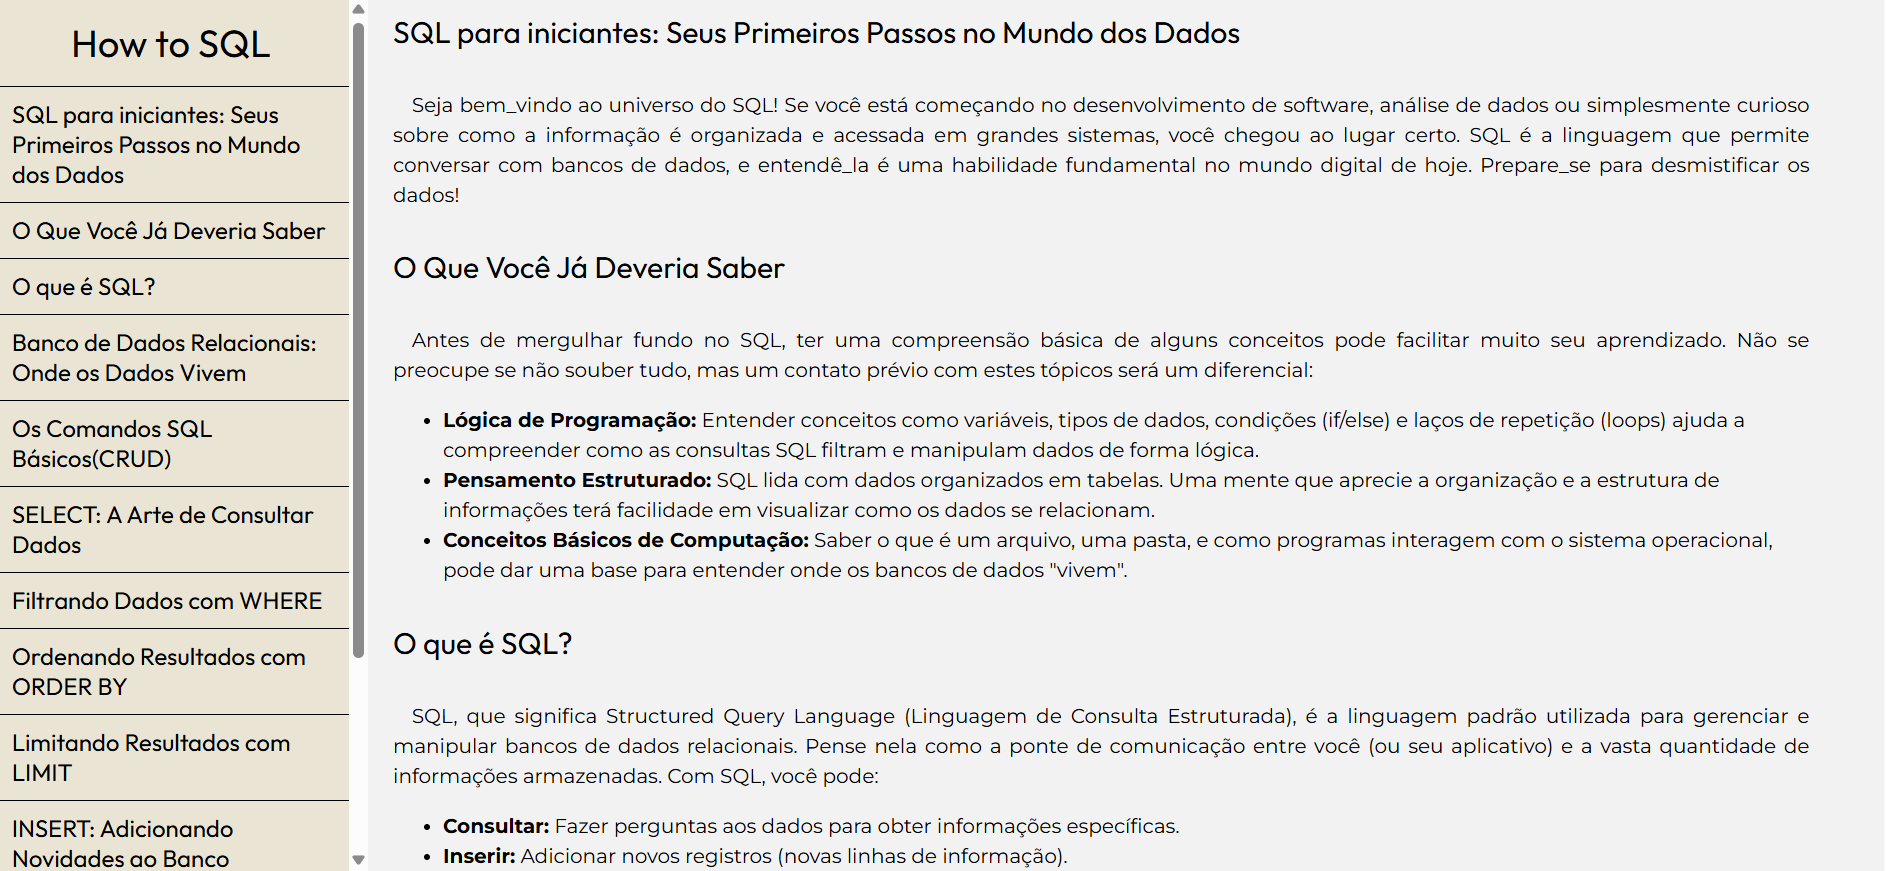 How to SQL
SQL para iniciantes: Seus
Primeiros Passos no Mundo
dos Dados
O Que Você Já Deveria Saber
O que é SQL?
Banco de Dados Relacionais:
Onde os Dados Vivem
Os Comandos SQL
Básicos(CRUD)
SELECT: A Arte de Consultar
Dados
Filtrando Dados com WHERE
Ordenando Resultados com
ORDER BY
Limitando Resultados com
LIMIT
INSERT: Adicionando
Novidades ao Banco
SQL para iniciantes: Seus Primeiros Passos no Mundo dos Dados
Seja bem_vindo ao universo do SQL! Se você está começando no desenvolvimento de software, análise de dados ou simplesmente curioso
sobre como a informação é organizada e acessada em grandes sistemas, você chegou ao lugar certo. SQL é a linguagem que permite
conversar com bancos de dados, e entendê_la é uma habilidade fundamental no mundo digital de hoje. Prepare_se para desmistificar os
dados!
O Que Você Já Deveria Saber
Antes de mergulhar fundo no SQL, ter uma compreensão básica de alguns conceitos pode facilitar muito seu aprendizado. Não se
preocupe se não souber tudo, mas um contato prévio com estes tópicos será um diferencial:
• Lógica de Programação: Entender conceitos como variáveis, tipos de dados, condições (if/else) e laços de repetição (loops) ajuda a
compreender como as consultas SQL filtram e manipulam dados de forma lógica.
• Pensamento Estruturado: SQL lida com dados organizados em tabelas. Uma mente que aprecie a organização e a estrutura de
informações terá facilidade em visualizar como os dados se relacionam.
• Conceitos Básicos de Computação: Saber o que é um arquivo, uma pasta, e como programas interagem com o sistema operacional,
pode dar uma base para entender onde os bancos de dados "vivem".
O que é SQL?
SQL, que significa Structured Query Language (Linguagem de Consulta Estruturada), é a linguagem padrão utilizada para gerenciar e
manipular bancos de dados relacionais. Pense nela como a ponte de comunicação entre você (ou seu aplicativo) e a vasta quantidade de
informações armazenadas. Com SQL, você pode:
• Consultar: Fazer perguntas aos dados para obter informações específicas.
• Inserir: Adicionar novos registros (novas linhas de informação).